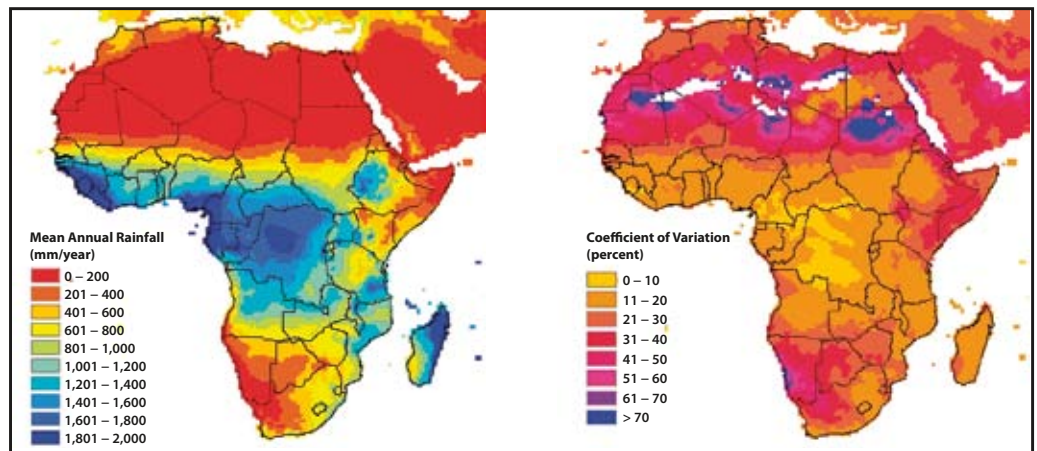 Mean Annual Rainfall
(mm/year)
0 – 200
201 – 400
401 – 600
601 – 800
801 – 1,000
1,001 – 1,200
1,201 – 1,400
1,401 – 1,600
1,601 – 1,800
1,801 – 2,000
Coefficient of Variation
(percent)
0 – 10
11 – 20
21 – 30
31 – 40
41 – 50
51 – 60
61 – 70
> 70